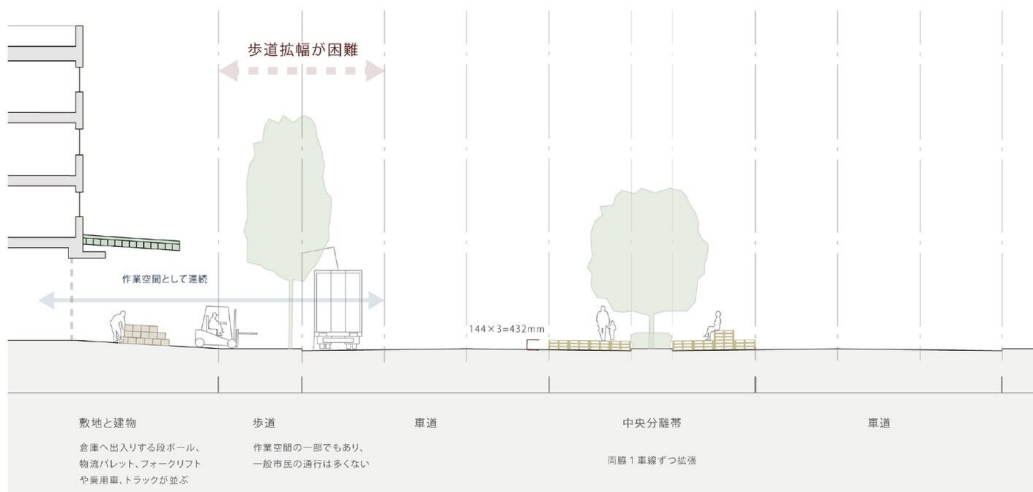 歩道拡幅が困難
作業空間として連続
144×3=432mm
敷地と建物
倉庫へ出入りする段ボール、
物流パレット、フォークリフト
や乗用車、トラックが並ぶ
歩道
作業空間の一部でもあり、
一般市民の通行は多くない
車道
中央分離帯
両脇1車線ずつ拡張
車道